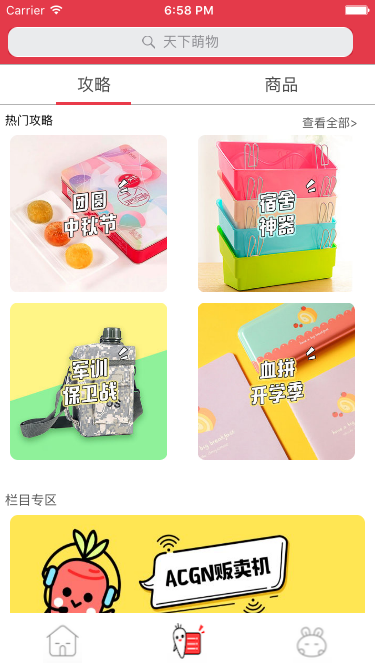 Carrier 6:58 PM
天下萌物
攻略 商品
热门攻略 查看全部>
团圆
中秋节
宿舍
神器
军训
保卫战
血拼
开学季
栏目专区
ACGN贩卖机